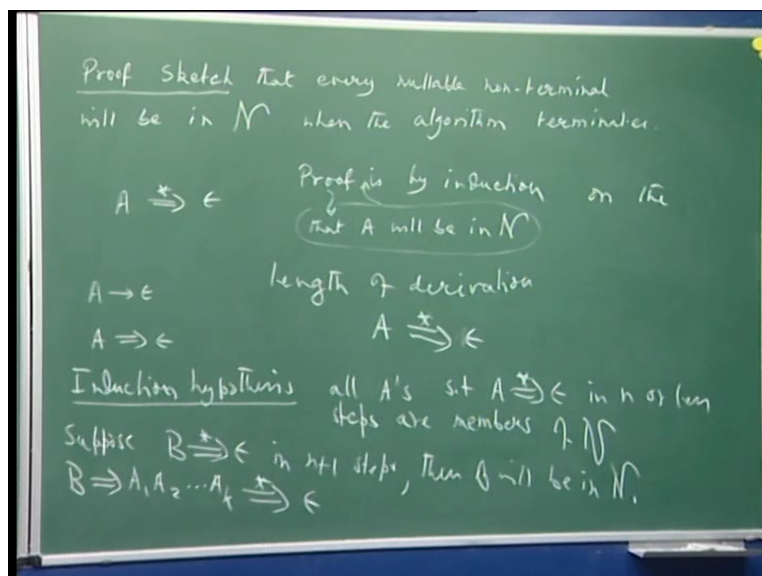 Proof Sketch that every nullable non-terminal
will be in N when the algorithm terminates.
A *⇒ ε Proof is by induction on the
that A will be in N
A → ε length of derivation
A ⇒ ε A *⇒ ε
Induction hypothesis all A's s.t A *⇒ ε in n or less
steps are members of N
Suppose B *⇒ ε in n+1 steps, then B will be in N.
B ⇒ A₁ A₂ ... Aₖ *⇒ ε